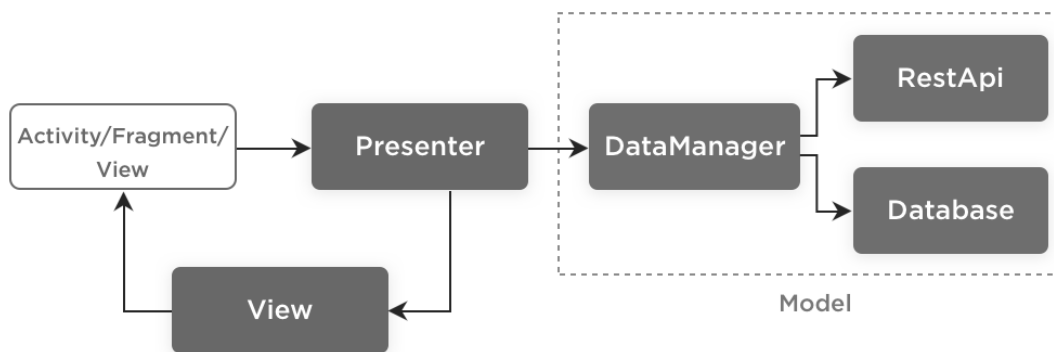 Activity/Fragment/
View
Presenter
DataManager
RestApi
Database
View
Model